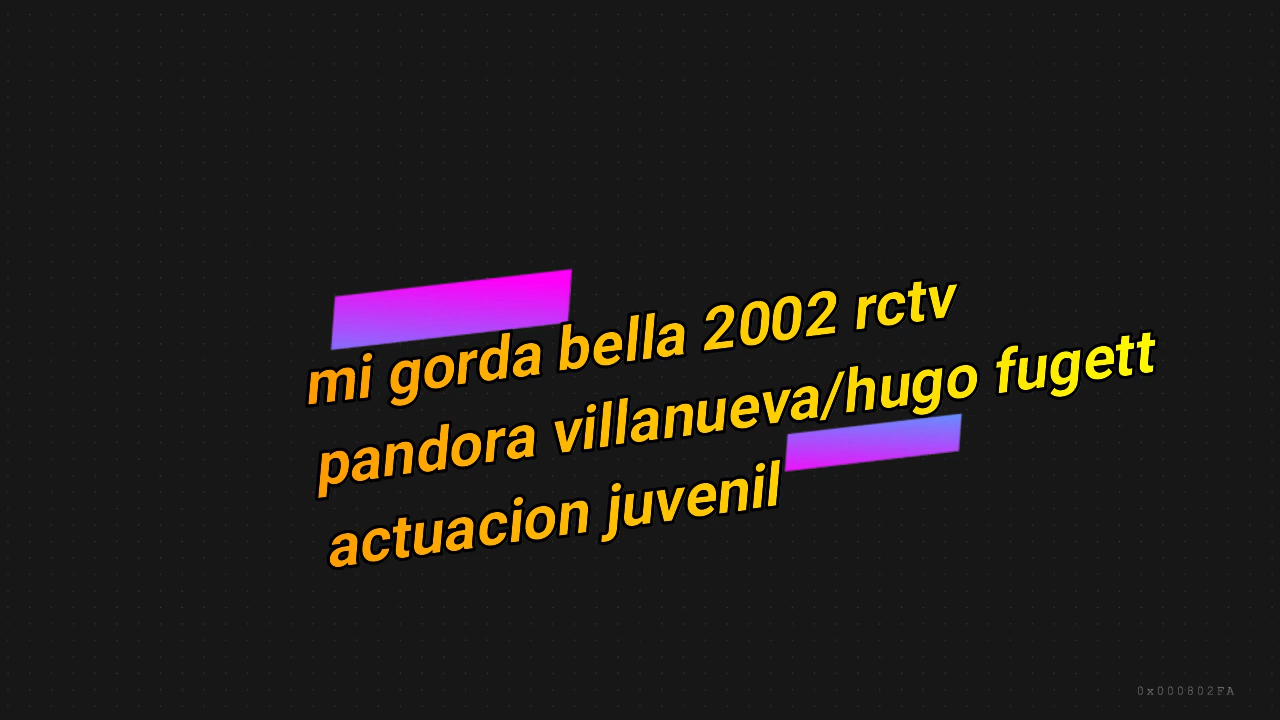 mi gorda bella 2002 rctv
pandora villanueva/hugo fugett
actuacion juvenil
0x000802FA